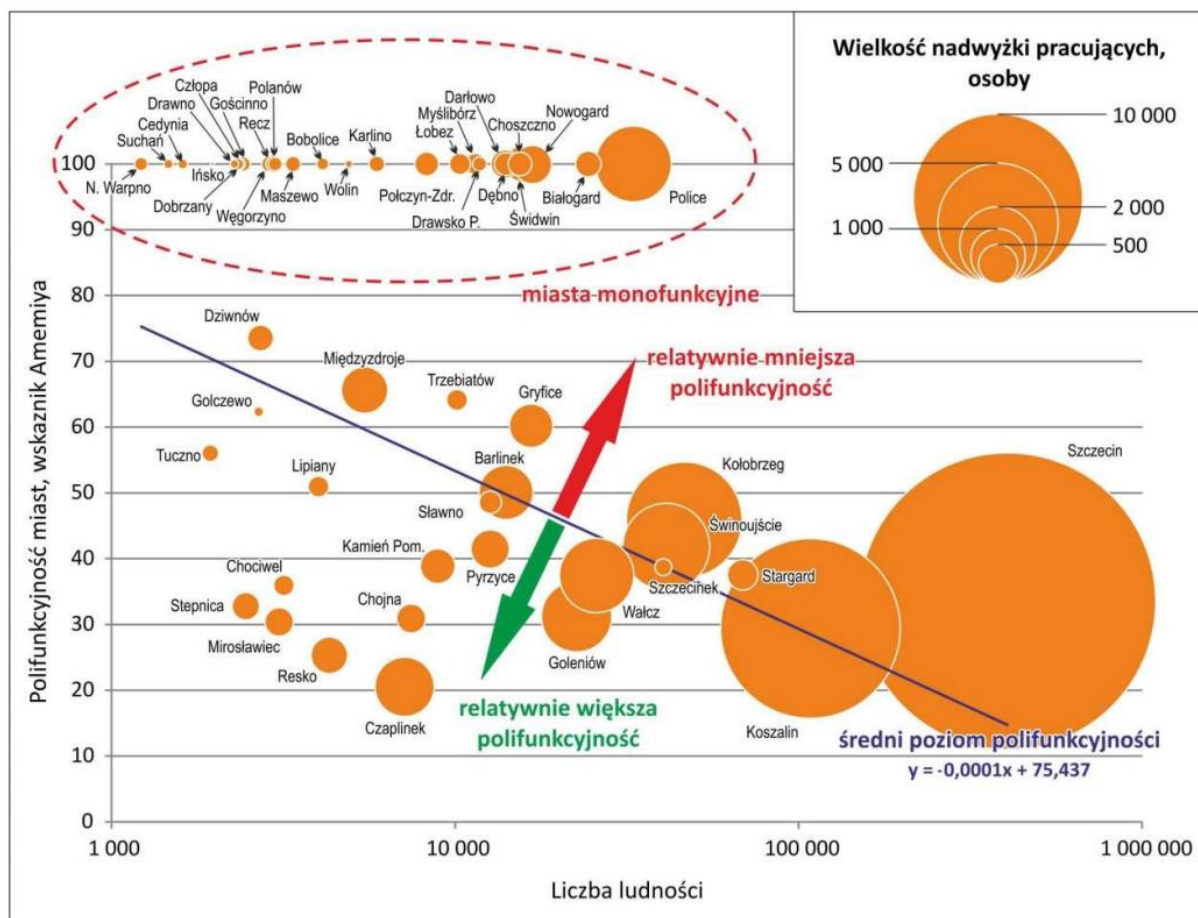 Wielkość nadwyżki pracujących,
osoby
10 000
5 000
2 000
1 000
500
Polifunkcyjność miast, wskaznik Amemiya
100
90
80
70
60
50
40
30
20
10
0
Człopa
Drawno
Cedynia
Suchań
Gościnno
Polanów
Recz
Bobolice
Karlino
Łobez
Myślibórz
Darłowo
Choszczno
Nowogard
N. Warpno
Ińsko
Dobrzany
Węgorzyno
Maszewo
Wolin
Połczyn-Zdr.
Drawsko P.
Dębno
Świdwin
Białogard
Police
miasta monofunkcyjne
Dziwnów
Międzyzdroje
Trzebiatów
Golczewo
Gryfice
Tuczno
Lipiany
Barlinek
Sławno
Kamień Pom.
Pyrzyce
Chociwel
Stepnica
Chojna
Mirosławiec
Resko
Czaplinek
relatywnie mniejsza
polifunkcyjność
Kołobrzeg
Szczecin
Świnoujście
Szczecinek
Stargard
Wałcz
Goleniów
Koszalin
relatywnie większa
polifunkcyjność
średni poziom polifunkcyjności
y = -0,0001x + 75,437
1 000
10 000
100 000
1 000 000
Liczba ludności